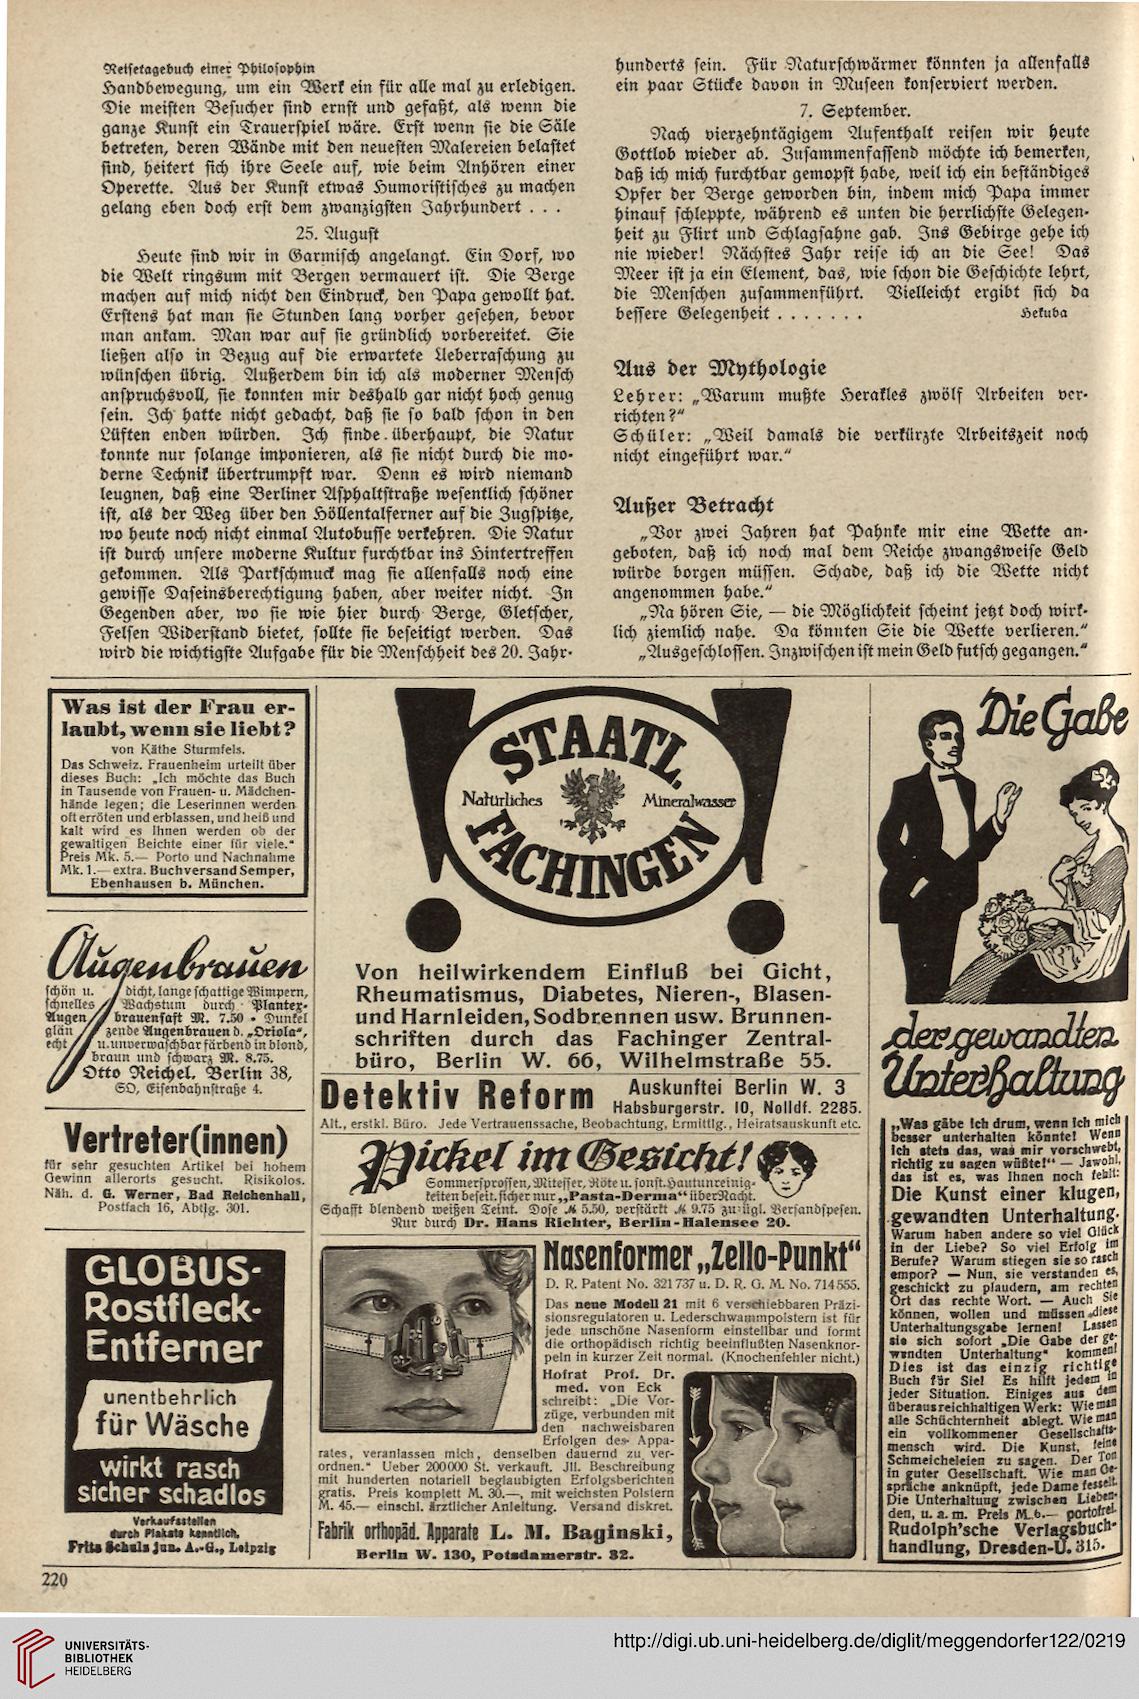 Reisetagebuch einer Philosophin
Handbewegung, um ein Werk ein für alle mal zu erledigen.
Die meisten Besucher sind ernst und gefaßt, als wenn die
ganze Kunst ein Trauerspiel wäre. Erst wenn sie die Säle
betreten, deren Wände mit den neuesten Malereien belastet
sind, heitert sich ihre Seele auf, wie beim Anhören einer
Operette. Aus der Kunst etwas Humoristisches zu machen
gelang eben doch erst dem zwanzigsten Jahrhundert . . .
25. August
Heute sind wir in Garmisch angelangt. Ein Dorf, wo
die Welt ringsum mit Bergen vermauert ist. Die Berge
machen auf mich nicht den Eindruck, den Papa gewollt hat.
Erstens hat man sie Stunden lang vorher gesehen, bevor
man ankam. Man war auf sie gründlich vorbereitet. Sie
ließen also in Bezug auf die erwartete Ueberraschung zu
wünschen übrig. Außerdem bin ich als moderner Mensch
anspruchsvoll, sie konnten mir deshalb gar nicht hoch genug
sein. Ich hatte nicht gedacht, daß sie so bald schon in den
Lüften enden würden. Ich finde überhaupt, die Natur
konnte nur solange imponieren, als sie nicht durch die mo-
derne Technik übertrumpft war. Denn es wird niemand
leugnen, daß eine Berliner Asphaltstraße wesentlich schöner
ist, als der Weg über den Höllentalferner auf die Zugspitze,
wo heute noch nicht einmal Autobusse verkehren. Die Natur
ist durch unsere moderne Kultur furchtbar ins Hintertreffen
gekommen. Als Parkschmuck mag sie allenfalls noch eine
gewisse Daseinsberechtigung haben, aber weiter nicht. In
Gegenden aber, wo sie wie hier durch Berge, Gletscher,
Felsen Widerstand bietet, sollte sie beseitigt werden. Das
wird die wichtigste Aufgabe für die Menschheit des 20. Jahr-
hunderts sein. Für Naturschwärmer könnten ja allenfalls
ein paar Stücke davon in Museen konserviert werden.
7. September.
Nach vierzehntägigem Aufenthalt reisen wir heute
Gottlob wieder ab. Zusammenfassend möchte ich bemerken,
daß ich mich furchtbar gemopst habe, weil ich ein beständiges
Opfer der Berge geworden bin, indem mich Papa immer
hinauf schleppte, während es unten die herrlichste Gelegen-
heit zu Flirt und Schlagsahne gab. Ins Gebirge gehe ich
nie wieder! Nächstes Jahr reise ich an die See! Das
Meer ist ja ein Element, das, wie schon die Geschichte lehrt,
die Menschen zusammenführt. Vielleicht ergibt sich da
bessere Gelegenheit . . . . . . . Hekuba
Aus der Mythologie
Lehrer: „Warum mußte Herakles zwölf Arbeiten ver-
richten?“
Schüler: „Weil damals die verkürzte Arbeitszeit noch
nicht eingeführt war.“
Außer Betracht
„Vor zwei Jahren hat Pahnke mir eine Wette an-
geboten, daß ich noch mal dem Reiche zwangsweise Geld
würde borgen müssen. Schade, daß ich die Wette nicht
angenommen habe.“
„Na hören Sie, — die Möglichkeit scheint jetzt doch wirk-
lich ziemlich nahe. Da könnten Sie die Wette verlieren.“
„Ausgeschlossen. Inzwischen ist mein Geld futsch gegangen.“
Was ist der Frau er-
laubt, wenn sie liebt?
von Käthe Sturmfels.
Das Schweiz. Frauenheim urteilt über
dieses Buch: „Ich möchte das Buch
in Tausende von Frauen- u. Mädchen-
hände legen; die Leserinnen werden
oft erröten und erblassen, und heiß und
kalt wird es Ihnen werden ob der
gewaltigen Beichte einer für viele.“
Preis Mk. 5.— Porto und Nachnahme
Mk. 1.— extra. Buchversand Semper,
Ebenhausen b. München.
Augenbrauen
schön u. dicht, lange schattige Wimpern,
schnelles Wachstum durch Plantex-
Augenbrauensaft M. 7.50 • Dunkel
glänzende Augenbrauen d. „Oriola“,
echt u. unverwaschbar färbend in blond,
braun und schwarz M. 8.75.
Otto Reichel, Berlin 38,
SO, Eisenbahnstraße 4.
Vertreter(innen)
für sehr gesuchten Artikel bei hohem
Gewinn allerorts gesucht. Risikolos.
Näh. d. G. Werner, Bad Reichenhall,
Postfach 16, Abtlg. 301.
GLOBUS-
Rostfleck-
Entferner
unentbehrlich
für Wäsche
wirkt rasch
sicher schadlos
Verkaufsstellen
durch Plakate kenntlich.
Fritz Schulz jun. A.-G., Leipzig
STAATL.
Natürliches Mineralwasser
FACHINGEN
Von heilwirkendem Einfluß bei Gicht,
Rheumatismus, Diabetes, Nieren-, Blasen-
und Harnleiden, Sodbrennen usw. Brunnen-
schriften durch das Fachinger Zentral-
büro, Berlin W. 66, Wilhelmstraße 55.
Detektiv Reform Auskunftei Berlin W. 3
Habsburgerstr. 10, Nolldf. 2285.
Alt., erstkl. Büro. Jede Vertrauenssache, Beobachtung, Ermittlg., Heiratsauskunft etc.
Pickel im Gesicht!
Sommersprossen, Mitesser, Röte u. sonst. Hautunreinig-
keiten beseit. sicher nur „Pasta-Derma“ über Nacht.
Schafft blendend weißen Teint. Dose M 5.50, verstärkt M 9.75 zuzügl. Versandspesen.
Nur durch Dr. Hans Richter, Berlin-Halensee 20.
Nasenformer „Zello-Punkt“
D. R. Patent No. 321737 u. D. R. G. M. No. 714555.
Das neue Modell 21 mit 6 verschiebbaren Präzi-
sionsregulatoren u. Lederschwammpolstern ist für
jede unschöne Nasenform einstellbar und formt
die orthopädisch richtig beeinflußten Nasenknor-
peln in kurzer Zeit normal. (Knochenfehler nicht.)
Hofrat Prof. Dr.
med. von Eck
schreibt: „Die Vor-
züge, verbunden mit
den nachweisbaren
Erfolgen des Appa-
rates, veranlassen mich, denselben dauernd zu ver-
ordnen.“ Ueber 200000 St. verkauft. Jll. Beschreibung
mit hunderten notariell beglaubigten Erfolgsberichten
gratis. Preis komplett M. 30.—, mit weichsten Polstern
M. 45.— einschl. ärztlicher Anleitung. Versand diskret.
Fabrik orthopäd. Apparate L. M. Baginski,
Berlin W. 130, Potsdamerstr. 32.
Die Gabe
der gewandten
Unterhaltung
„Was gäbe ich drum, wenn ich mich
besser unterhalten könnte! Wenn
ich stets das, was mir vorschwebt,
richtig zu sagen wüßte!“ — Jawohl,
das ist es, was Ihnen noch fehlt:
Die Kunst einer klugen,
gewandten Unterhaltung.
Warum haben andere so viel Glück
in der Liebe? So viel Erfolg im
Berufe? Warum stiegen sie so rasch
empor? — Nun, sie verstanden es,
geschickt zu plaudern, am rechten
Ort das rechte Wort. — Auch Sie
können, wollen und müssen diese
Unterhaltungsgabe lernen! Lassen
sie sich sofort „Die Gabe der ge-
wandten Unterhaltung“ kommen!
Dies ist das einzig richtige
Buch für Sie! Es hilft jedem in
jeder Situation. Einiges aus dem
überaus reichhaltigen Werk: Wie man
alle Schüchternheit ablegt. Wie man
ein vollkommener Gesellschafts-
mensch wird. Die Kunst, feine
Schmeicheleien zu sagen. Der Ton
in guter Gesellschaft. Wie man Ge-
spräche anknüpft, jede Dame fesselt.
Die Unterhaltung zwischen Lieben-
den, u. a. m. Preis M. 6.— portofrei.
Rudolph'sche Verlagsbuch-
handlung, Dresden-U. 315.
220
UNIVERSITÄTS-
BIBLIOTHEK
HEIDELBERG
http://digi.ub.uni-heidelberg.de/diglit/meggendorfer122/0219